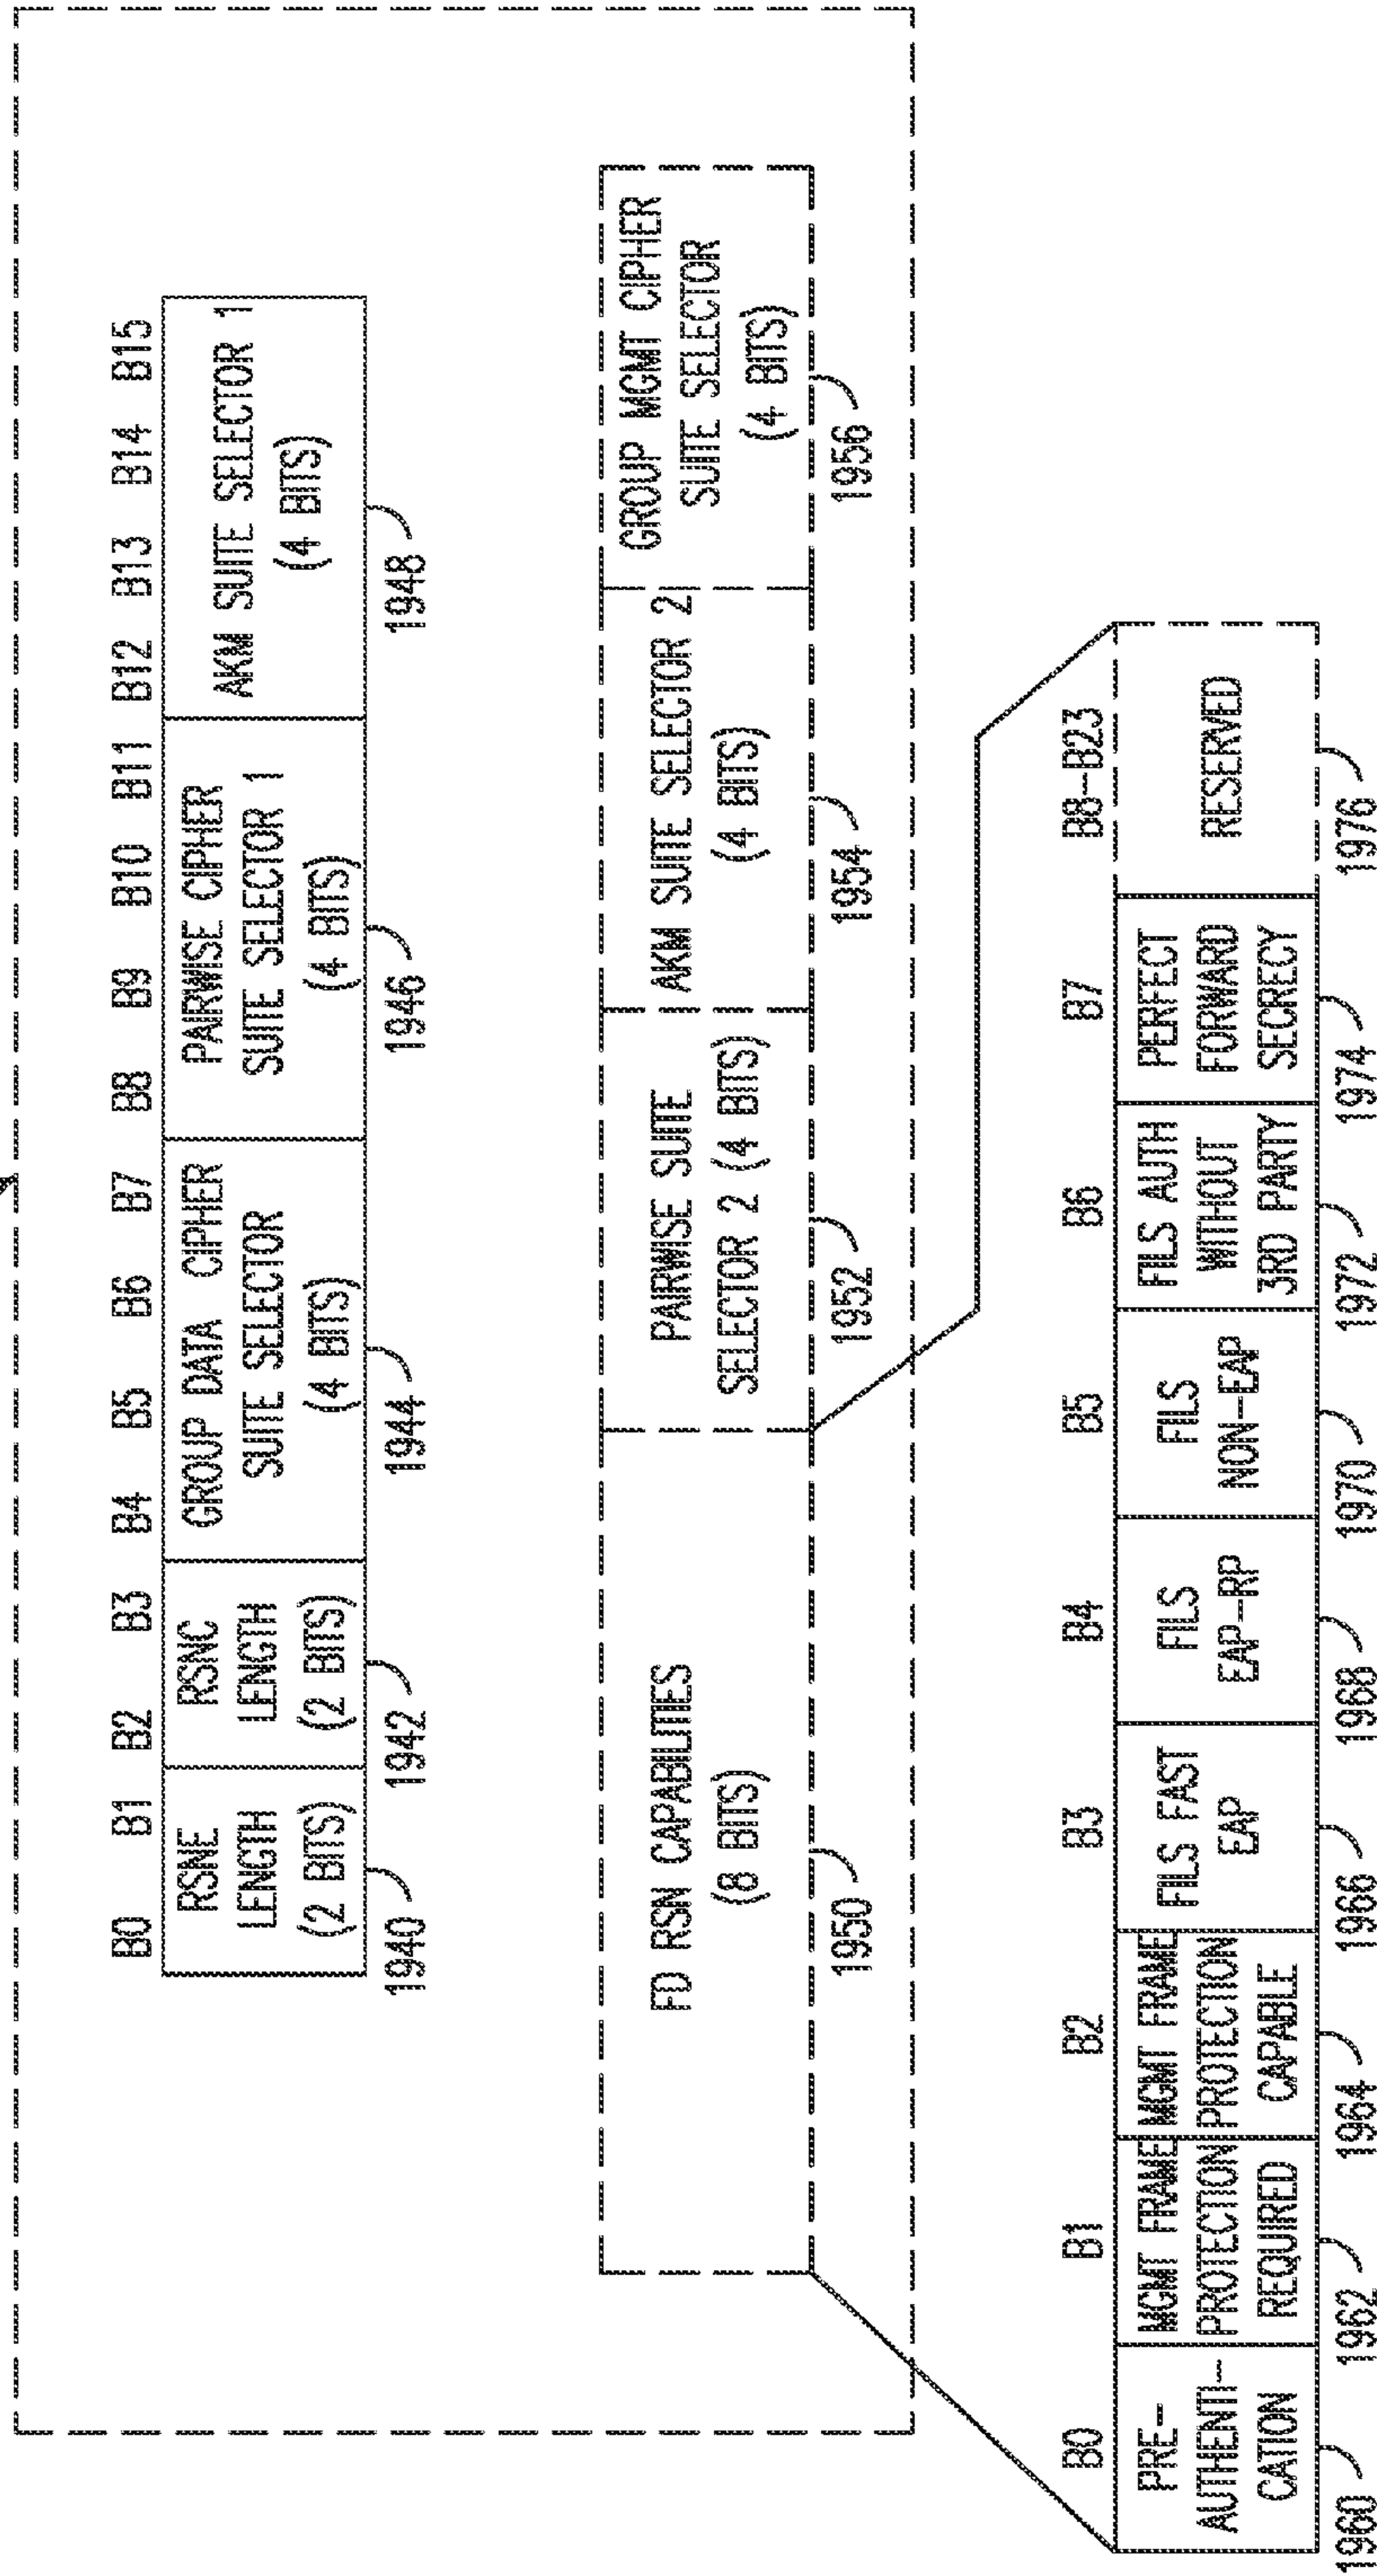 B0 B1 B2 B3 B4 B5 B6 B7 B8 B9 B10 B11 B12 B13 B14 B15
RSNE
LENGTH
(2 BITS)
RSNC
LENGTH
(2 BITS)
GROUP DATA CIPHER
SUITE SELECTOR
(4 BITS)
PAIRWISE CIPHER
SUITE SELECTOR 1
(4 BITS)
AKM SUITE SELECTOR 1
(4 BITS)
1940 1942 1944 1946 1948
FD RSN CAPABILITIES
(8 BITS)
PAIRWISE SUITE
SELECTOR 2 (4 BITS)
AKM SUITE SELECTOR 2
(4 BITS)
GROUP MGMT CIPHER
SUITE SELECTOR
(4 BITS)
1950 1952 1954 1956
B0 B1 B2 B3 B4 B5 B6 B7 B8–B23
PRE–
AUTHENTI–
CATION
MGMT FRAME
PROTECTION
REQUIRED
MGMT FRAME
PROTECTION
CAPABLE
FILS FAST
EAP
FILS
EAP–RP
FILS
NON–EAP
FILS AUTH
WITHOUT
3RD PARTY
PERFECT
FORWARD
SECRECY
RESERVED
1960 1962 1964 1966 1968 1970 1972 1974 1976